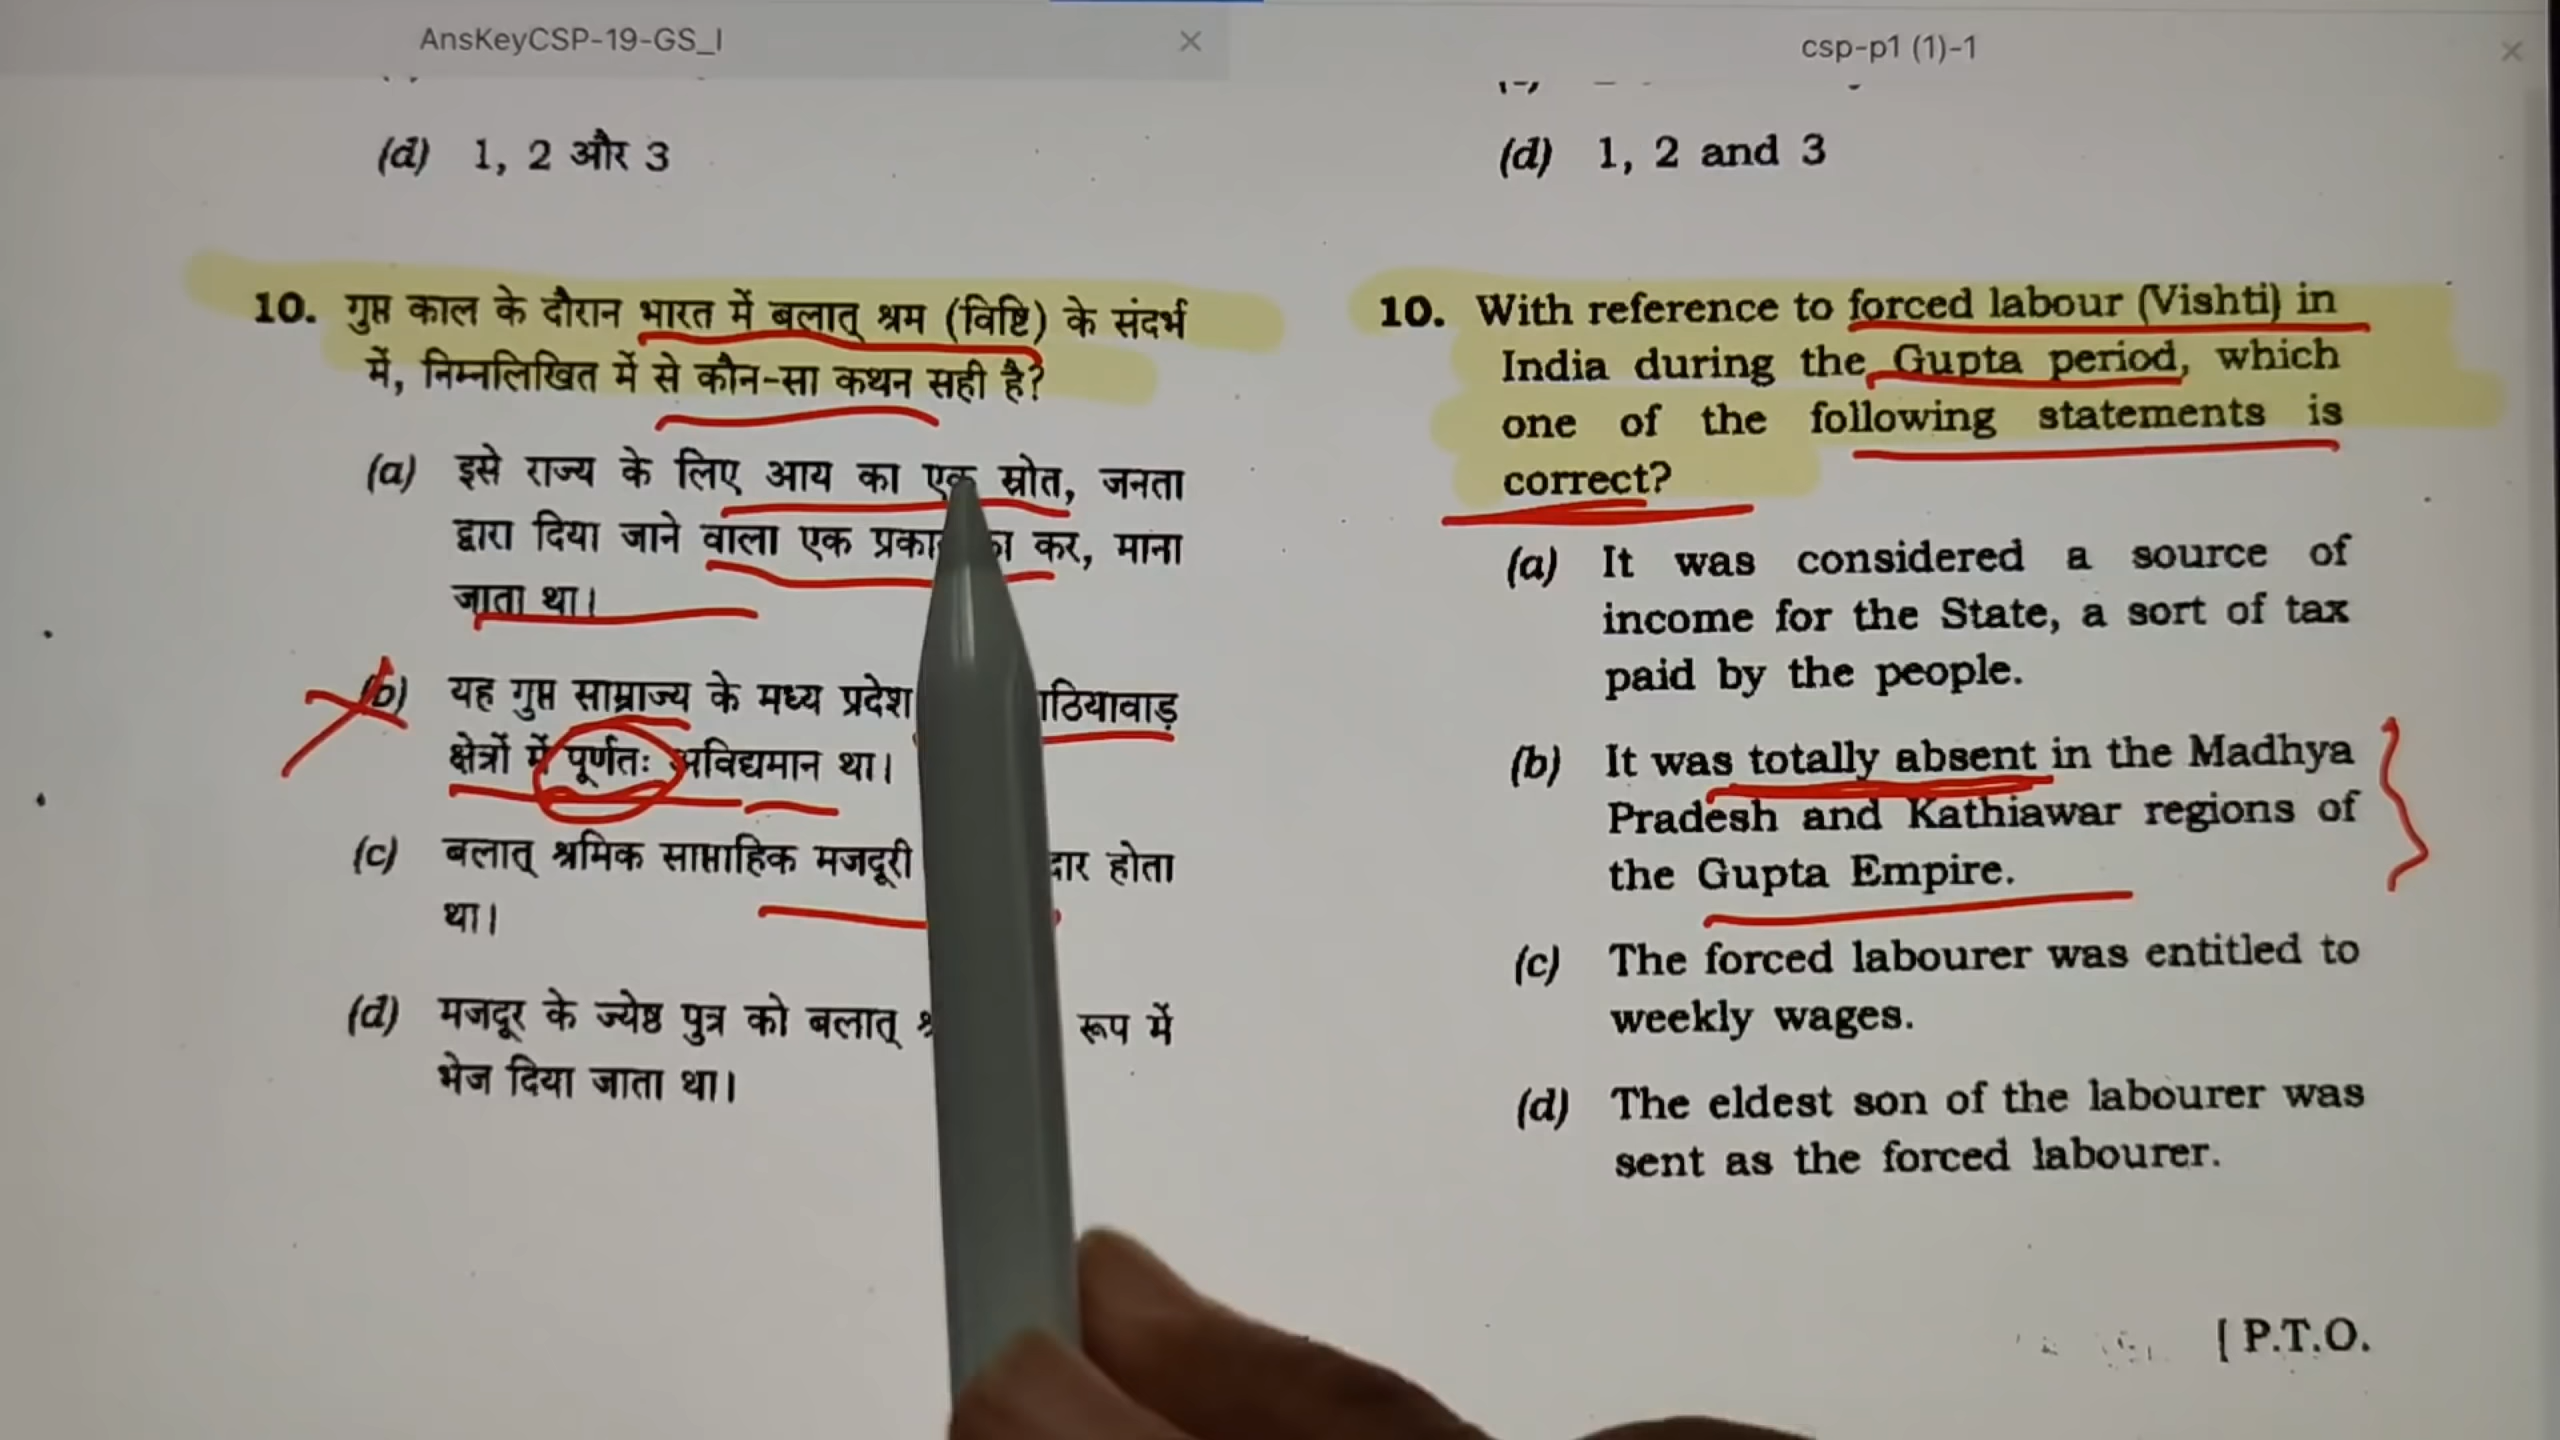 AnsKeyCSP-19-GS_I ×
csp-p1 (1)-1 ×
(d) 1, 2 और 3
10. गुप्त काल के दौरान भारत में बलात् श्रम (विष्टि) के संदर्भ
में, निम्नलिखित में से कौन-सा कथन सही है?
(a) इसे राज्य के लिए आय का एक स्रोत, जनता
द्वारा दिया जाने वाला एक कर, माना
जाता था।
(b) यह गुप्त साम्राज्य के मध्य प्रदेश
क्षेत्रों में पूर्णतः अविद्यमान था।
(c) बलात् श्रमिक साप्ताहिक मजदूरी होता
था।
(d) मजदूर के ज्येष्ठ पुत्र को बलात् रूप में
भेज दिया जाता था।
(d) 1, 2 and 3
10. With reference to forced labour (Vishti) in
India during the Gupta period, which
one of the following statements is
correct?
(a) It was considered a source of
income for the State, a sort of tax
paid by the people.
(b) It was totally absent in the Madhya
Pradesh and Kathiawar regions of
the Gupta Empire.
(c) The forced labourer was entitled to
weekly wages.
(d) The eldest son of the labourer was
sent as the forced labourer.
[ P.T.O.